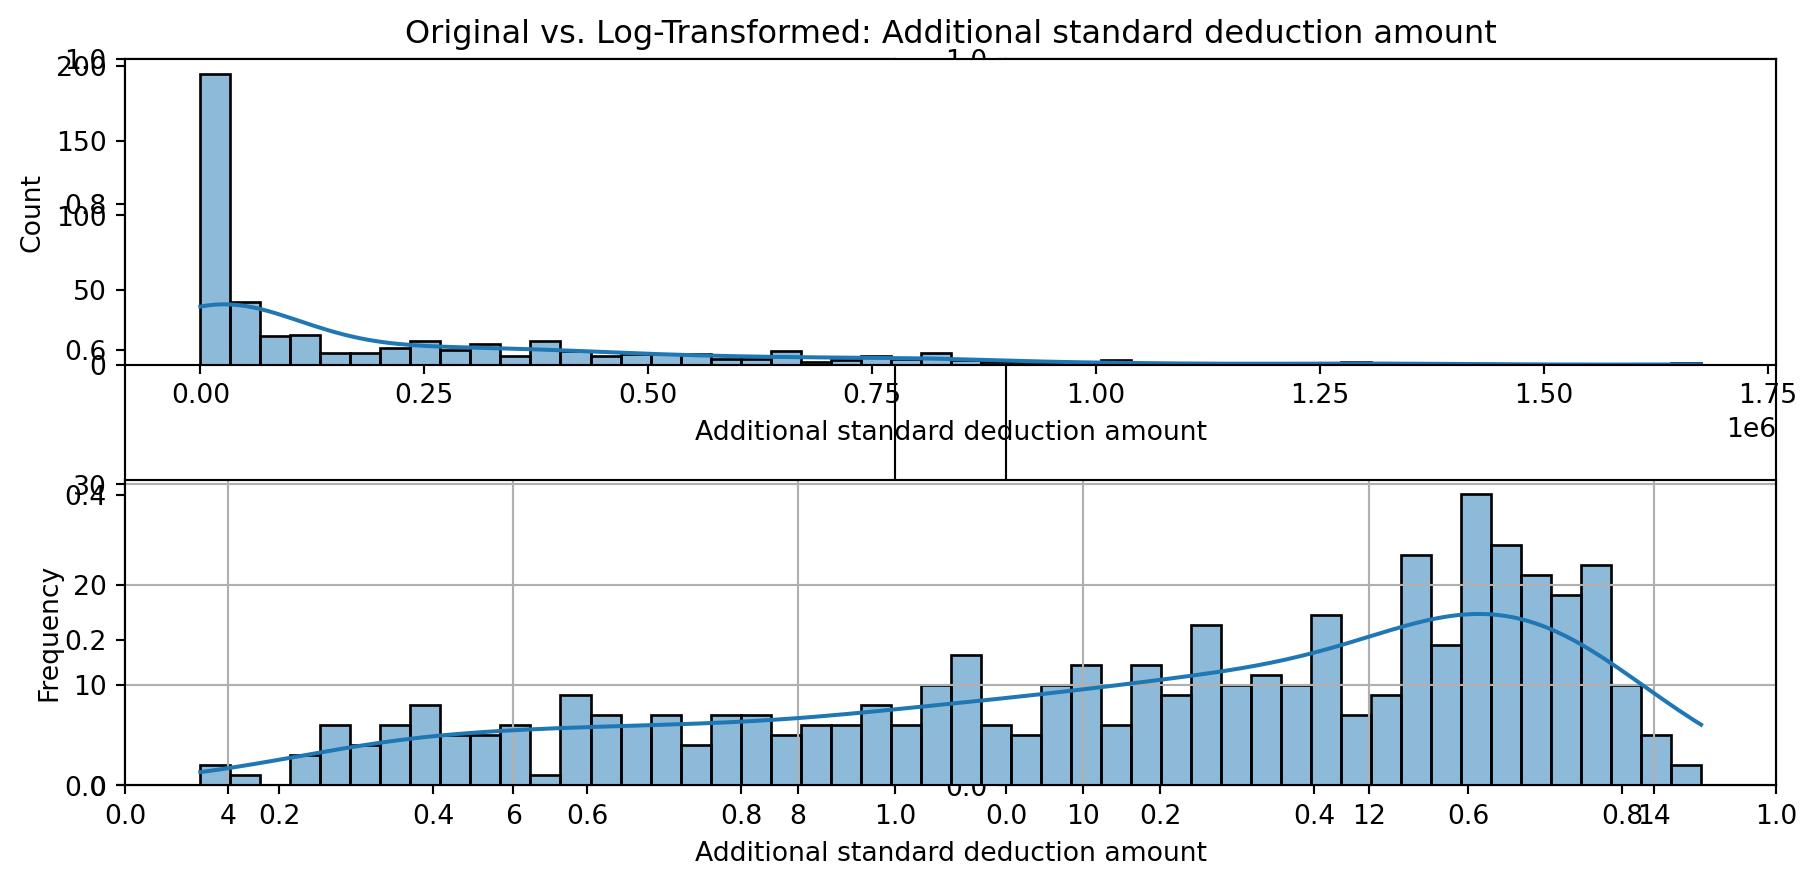 Original vs. Log-Transformed: Additional standard deduction amount
1.0
1.0
200
150
0.8
100
50
0.6
0
Count
0.00 0.25 0.50 0.75 1.00 1.25 1.50 1.75
Additional standard deduction amount
1e6
30
0.4
20
0.2
10
0.0
0.0
Frequency
0.0 4 0.2 0.4 6 0.6 0.8 8 1.0 0.0 10 0.2 0.4 12 0.6 0.8 14 1.0
Additional standard deduction amount